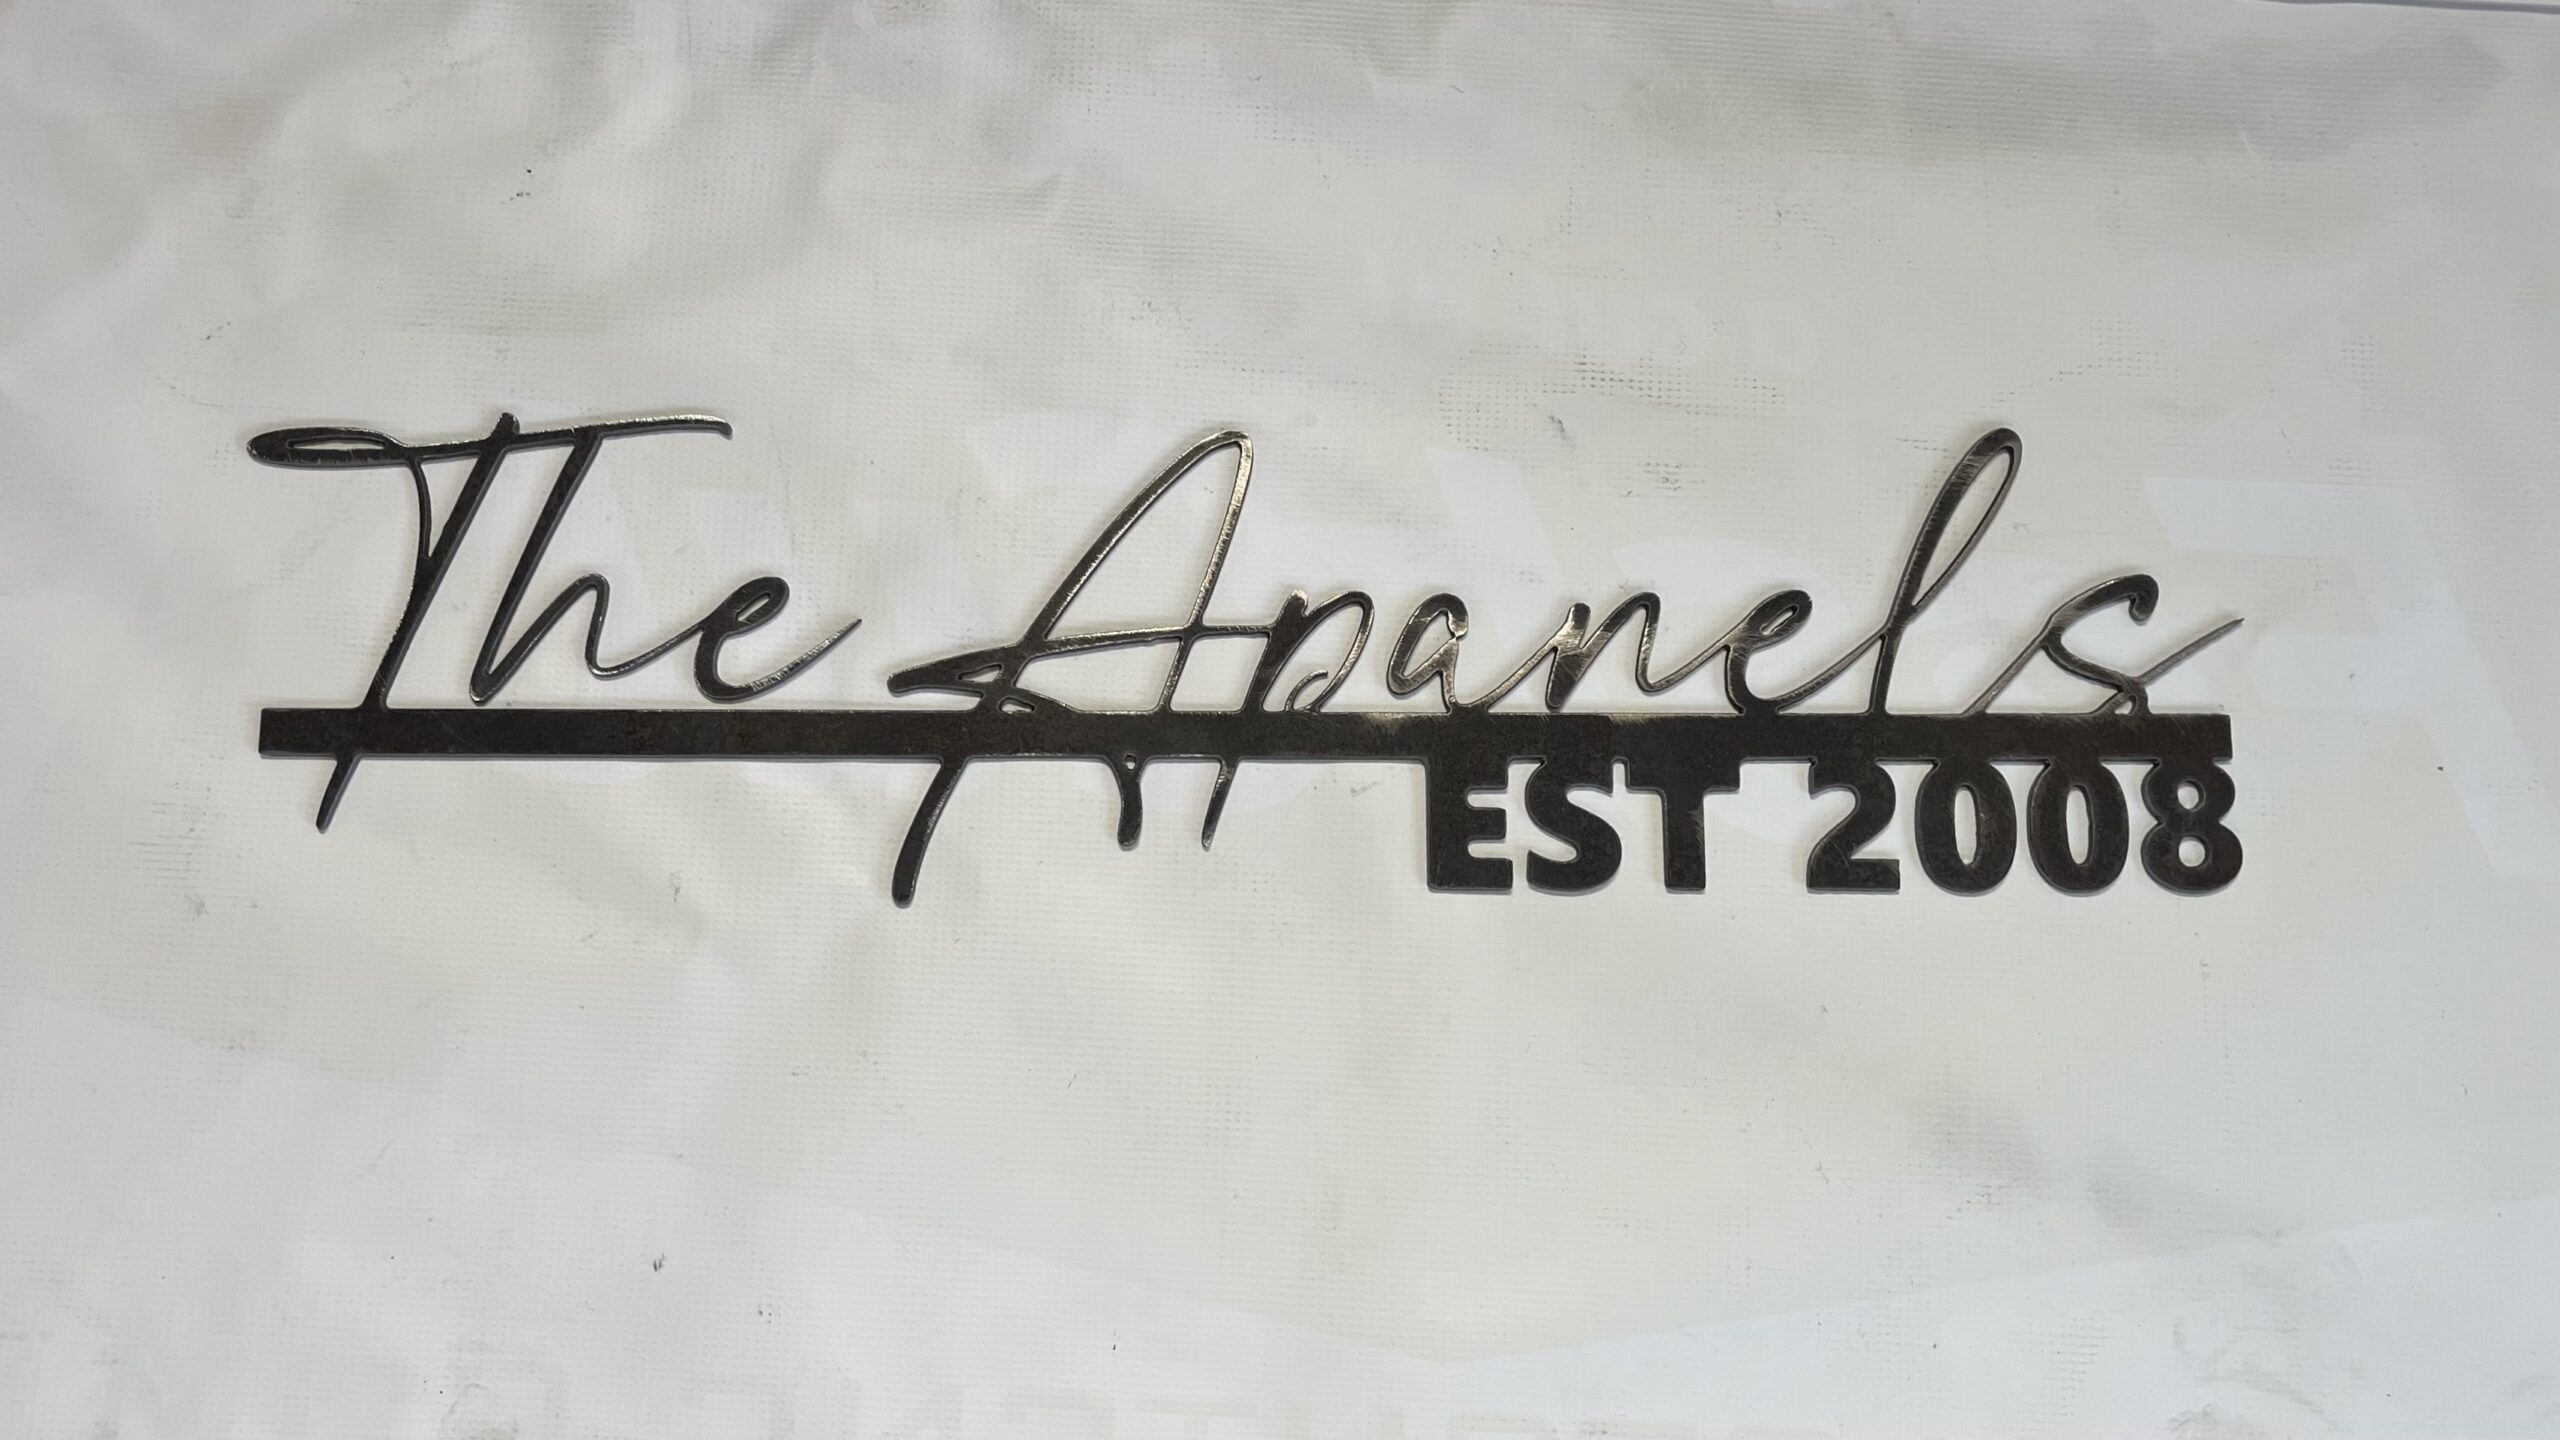 The Apanels
EST 2008